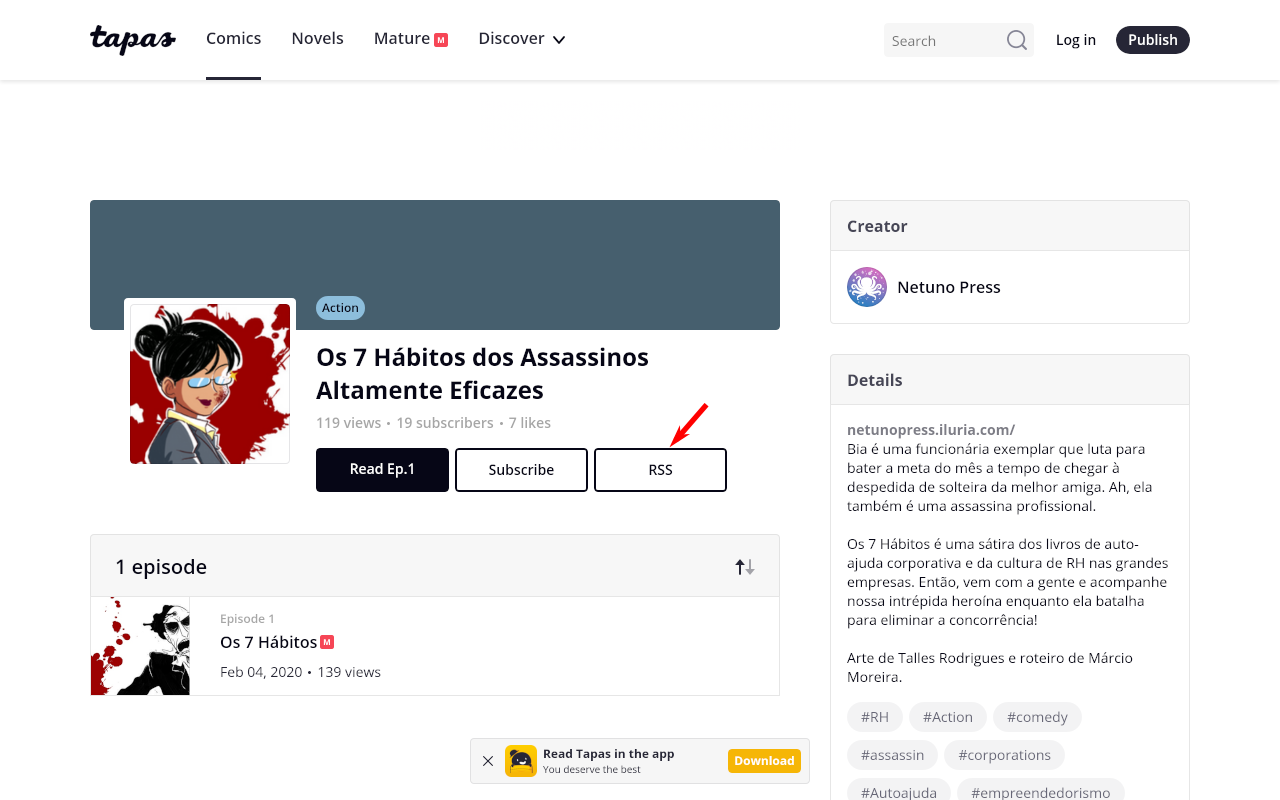 tapas
Comics
Novels
Mature M
Discover
Search
Log in
Publish
Action
Os 7 Hábitos dos Assassinos
Altamente Eficazes
119 views • 19 subscribers • 7 likes
Read Ep.1
Subscribe
RSS
1 episode
Episode 1
Os 7 Hábitos M
Feb 04, 2020 • 139 views
Creator
Netuno Press
Details
netunopress.iluria.com/
Bia é uma funcionária exemplar que luta para
bater a meta do mês a tempo de chegar à
despedida de solteira da melhor amiga. Ah, ela
também é uma assassina profissional.
Os 7 Hábitos é uma sátira dos livros de auto-
ajuda corporativa e da cultura de RH nas grandes
empresas. Então, vem com a gente e acompanhe
nossa intrépida heroína enquanto ela batalha
para eliminar a concorrência!
Arte de Talles Rodrigues e roteiro de Márcio
Moreira.
#RH #Action #comedy
#assassin #corporations
#Autoajuda #empreendedorismo
Read Tapas in the app
You deserve the best
Download